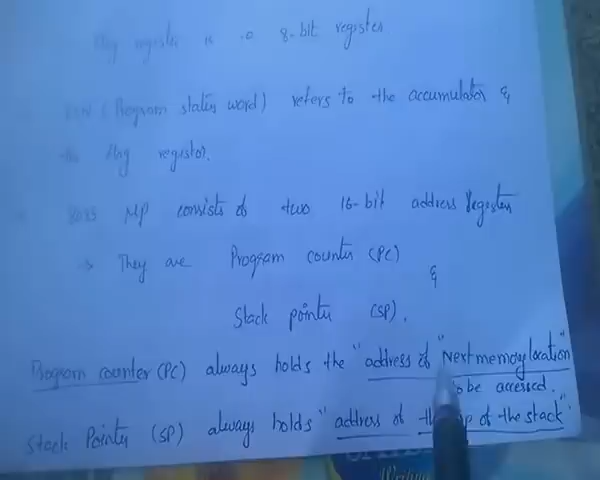 Flag register is a 8-bit register
PSW (Program status word) refers to the accumulator &
the Flag register.
8085 MP consists of two 16-bit address Registers
→ They are Program counter (PC)
&
Stack pointer (SP).
Program counter (PC) always holds the "address of "Next memory location"
to be accessed.
Stack Pointer (SP) always holds "address of the top of the stack"